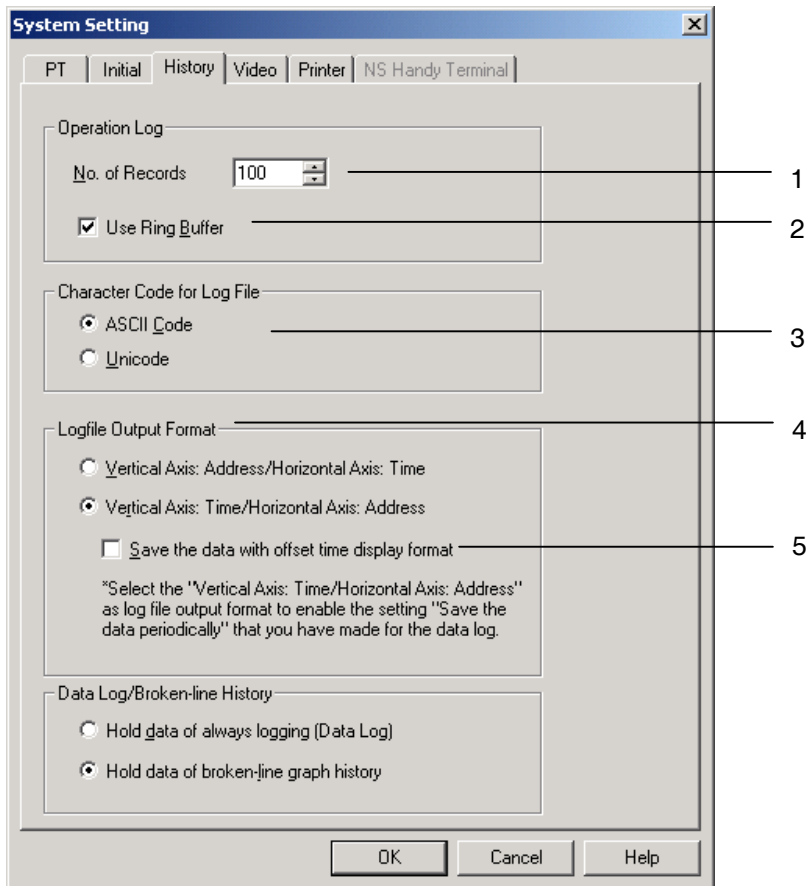 System Setting
PT Initial History Video Printer NS Handy Terminal
Operation Log
No. of Records 100 1
Use Ring Buffer 2
Character Code for Log File
ASCII Code 3
Unicode
Logfile Output Format 4
Vertical Axis: Address/Horizontal Axis: Time
Vertical Axis: Time/Horizontal Axis: Address
Save the data with offset time display format 5
*Select the "Vertical Axis: Time/Horizontal Axis: Address"
as log file output format to enable the setting "Save the
data periodically" that you have made for the data log.
Data Log/Broken-line History
Hold data of always logging (Data Log)
Hold data of broken-line graph history
OK Cancel Help